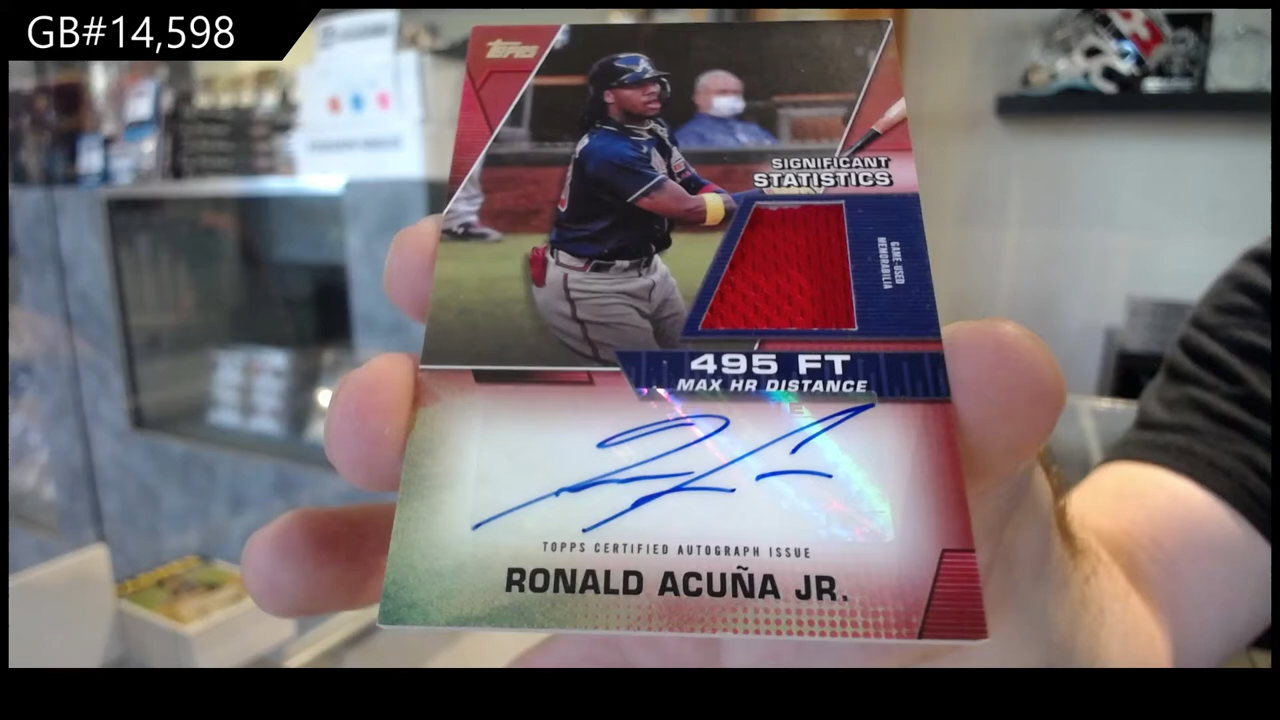 GB#14,598
TOPPS
SIGNIFICANT
STATISTICS
GAME-USED
MEMORABILIA
495 FT
MAX HR DISTANCE
TOPPS CERTIFIED AUTOGRAPH ISSUE
RONALD ACUÑA JR.